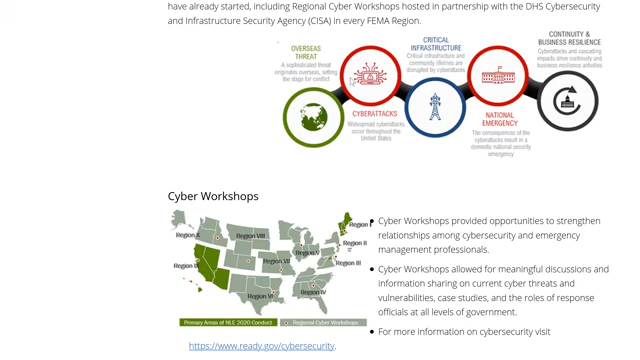 have already started, including Regional Cyber Workshops hosted in partnership with the DHS Cybersecurity
and Infrastructure Security Agency (CISA) in every FEMA Region.
OVERSEAS
THREAT
A sophisticated threat
originates overseas, setting
the stage for conflict
CYBERATTACKS
Widespread cyberattacks
occur throughout the
United States
CRITICAL
INFRASTRUCTURE
Critical infrastructure and
community lifelines are
disrupted by cyberattacks
NATIONAL
EMERGENCY
The consequences of the
cyberattacks result in a
domestic national security
emergency
CONTINUITY &
BUSINESS RESILIENCE
Cyberattacks and cascading
impacts drive continuity and
business resilience activities
Cyber Workshops
Region X
Region VIII
Region I
Region II
Region V
Region III
Region VII
Region IX
Region IV
Region VI
Primary Areas of NLE 2020 Conduct
Regional Cyber Workshops
Cyber Workshops provided opportunities to strengthen
relationships among cybersecurity and emergency
management professionals.
Cyber Workshops allowed for meaningful discussions and
information sharing on current cyber threats and
vulnerabilities, case studies, and the roles of response
officials at all levels of government.
For more information on cybersecurity visit
https://www.ready.gov/cybersecurity.